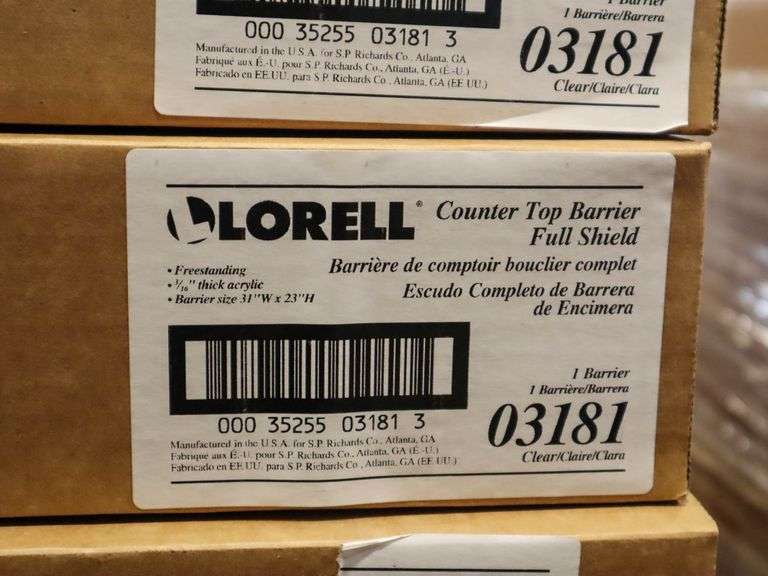 1 Barrier
1 Barrière/Barrera
000 35255 03181 3
03181
Manufactured in the U.S.A. for S.P. Richards Co., Atlanta, GA
Fabriqué aux É.-U. pour S.P. Richards Co., Atlanta, GA (É.-U.)
Fabricado en EE.UU. para S.P. Richards Co., Atlanta, GA (EE.UU.)
Clear/Claire/Clara
LORELL® Counter Top Barrier
Full Shield
Barrière de comptoir bouclier complet
Escudo Completo de Barrera
de Encimera
• Freestanding
• 3/16" thick acrylic
• Barrier size 31"W x 23"H
1 Barrier
1 Barrière/Barrera
000 35255 03181 3
03181
Manufactured in the U.S.A. for S.P. Richards Co., Atlanta, GA
Fabriqué aux É.-U. pour S.P. Richards Co., Atlanta, GA (É.-U.)
Fabricado en EE.UU. para S.P. Richards Co., Atlanta, GA (EE.UU.)
Clear/Claire/Clara